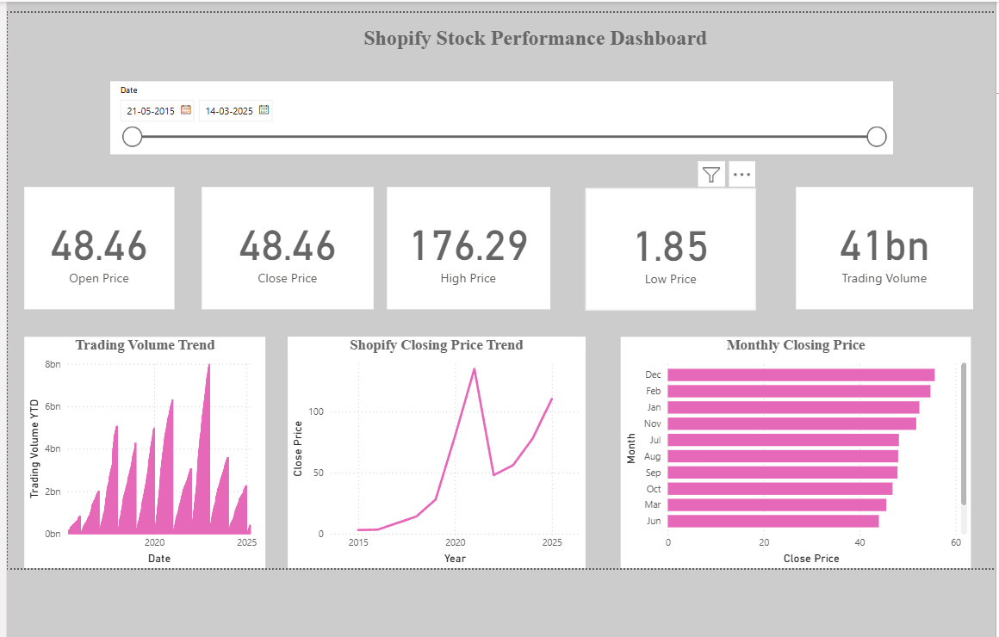 Shopify Stock Performance Dashboard
Date
21-05-2015 14-03-2025
48.46
Open Price
48.46
Close Price
176.29
High Price
1.85
Low Price
41bn
Trading Volume
Trading Volume Trend
Trading Volume YTD
8bn
6bn
4bn
2bn
0bn
2020 2025
Date
Shopify Closing Price Trend
Close Price
100
50
0
2015 2020 2025
Year
Monthly Closing Price
Month
Dec
Feb
Jan
Nov
Jul
Aug
Sep
Oct
Mar
Jun
0 20 40 60
Close Price